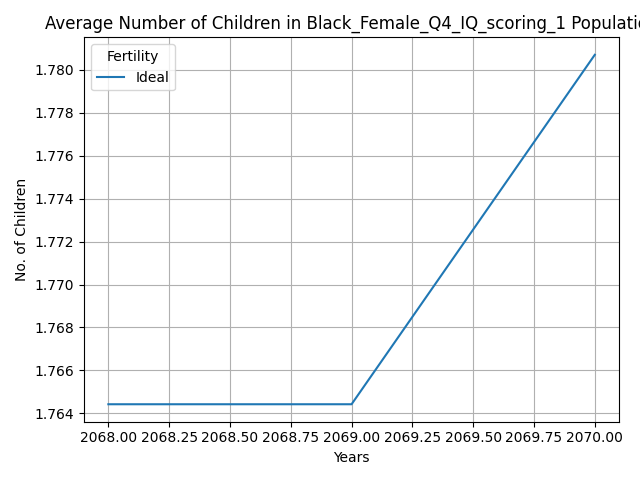 Average Number of Children in Black_Female_Q4_IQ_scoring_1 Populatio
Fertility
Ideal
1.780
1.778
1.776
1.774
1.772
1.770
1.768
1.766
1.764
No. of Children
2068.00 2068.25 2068.50 2068.75 2069.00 2069.25 2069.50 2069.75 2070.00
Years